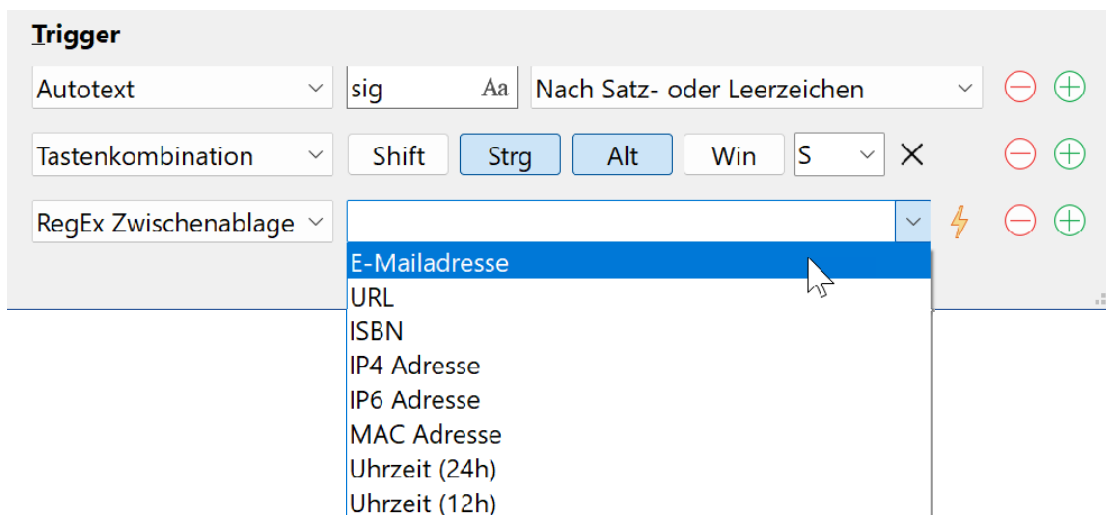 Trigger
Autotext sig Aa Nach Satz- oder Leerzeichen
Tastenkombination Shift Strg Alt Win S
RegEx Zwischenablage
E-Mailadresse
URL
ISBN
IP4 Adresse
IP6 Adresse
MAC Adresse
Uhrzeit (24h)
Uhrzeit (12h)